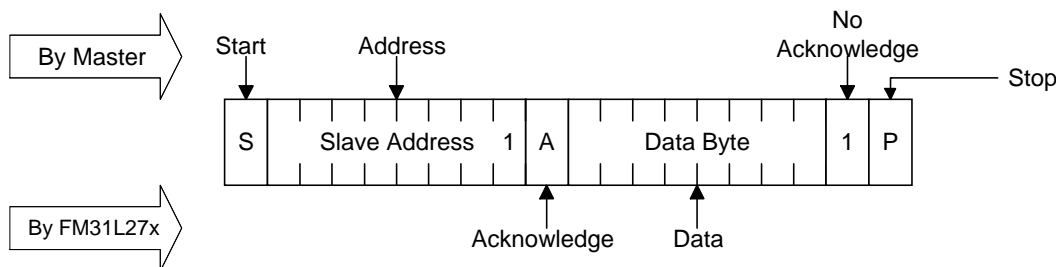 No
Acknowledge
Start
Address
By Master
Stop
S
Slave Address
1
A
Data Byte
1
P
By FM31L27x
Acknowledge
Data